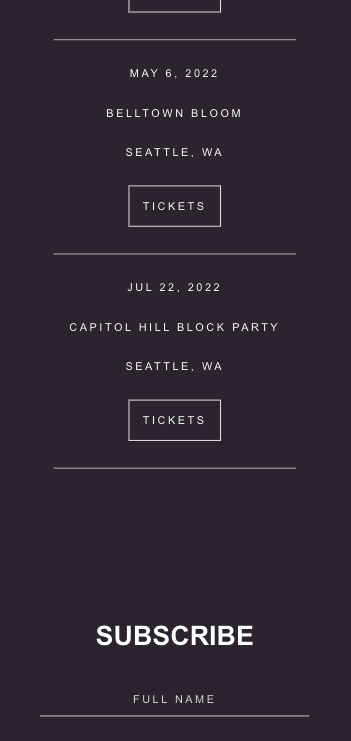 MAY 6, 2022
BELLTOWN BLOOM
SEATTLE, WA
TICKETS
JUL 22, 2022
CAPITOL HILL BLOCK PARTY
SEATTLE, WA
TICKETS
SUBSCRIBE
FULL NAME